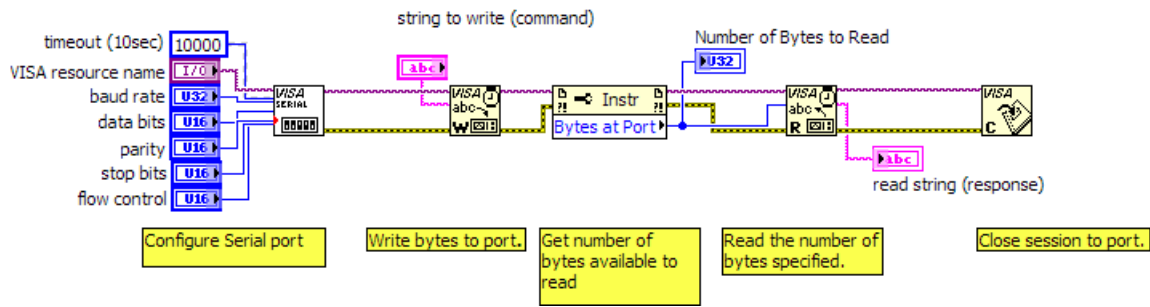 string to write (command)
timeout (10sec)
10000
Number of Bytes to Read
VISA resource name
I/O
abc
U32
baud rate
U32
VISA
SERIAL
VISA
abc
W
Instr
Bytes at Port
VISA
abc
R
VISA
C
data bits
U16
parity
U16
abc
stop bits
U16
read string (response)
flow control
U16
Configure Serial port
Write bytes to port.
Get number of
bytes available to
read
Read the number of
bytes specified.
Close session to port.